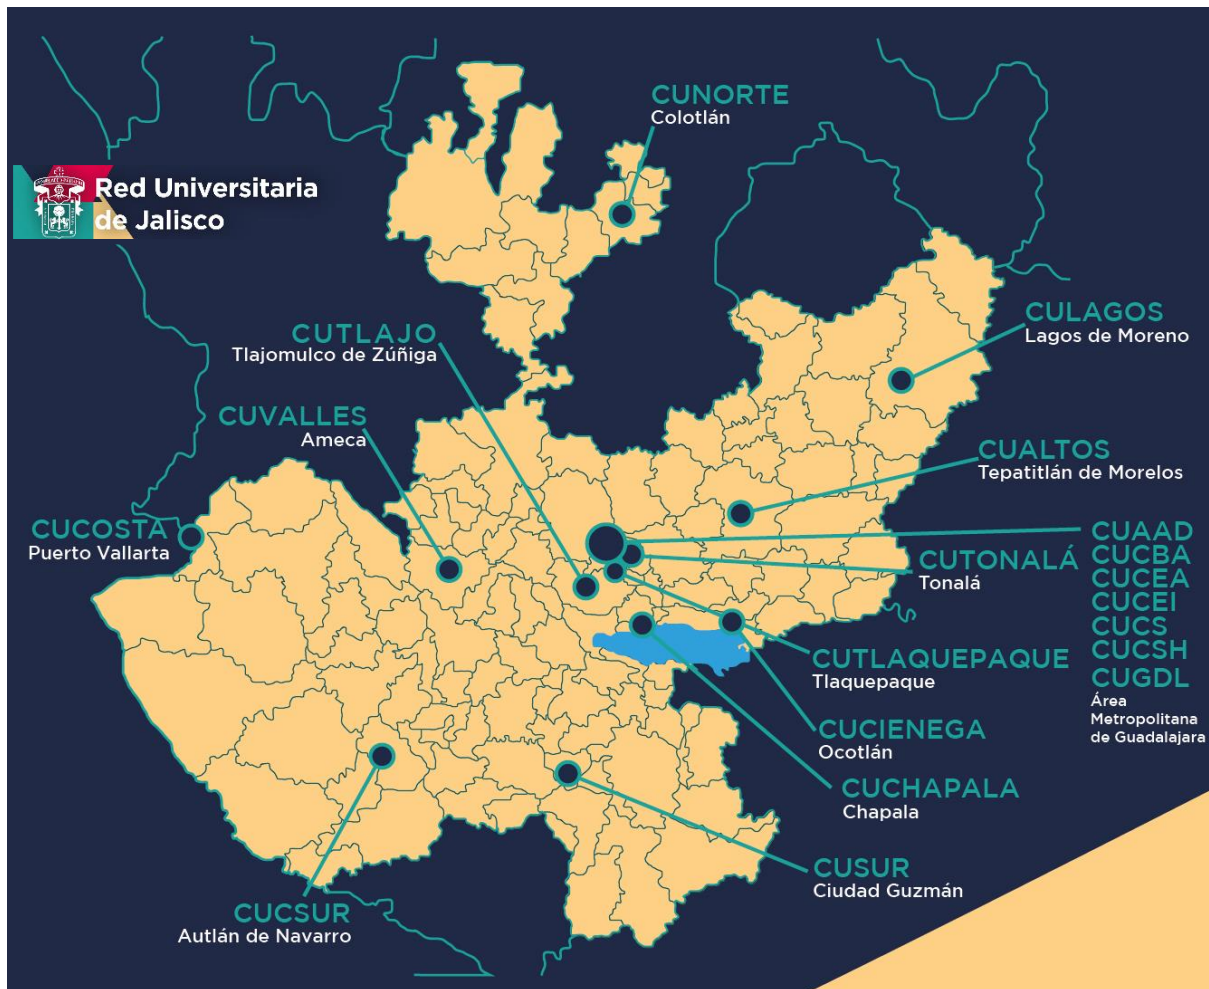 CUNORTE
Colotlán
Red Universitaria
de Jalisco
CULAGOS
Lagos de Moreno
CUTLAJO
Tlajomulco de Zúñiga
CUVALLES
Ameca
CUALTOS
Tepatitlán de Morelos
CUCOSTA
Puerto Vallarta
CUTONALÁ
Tonalá
CUAAD
CUCBA
CUCEA
CUCEI
CUCS
CUCSH
CUGDL
Área
Metropolitana
de Guadalajara
CUTLAQUEPAQUE
Tlaquepaque
CUCIENEGA
Ocotlán
CUCHAPALA
Chapala
CUSUR
Ciudad Guzmán
CUCSUR
Autlán de Navarro